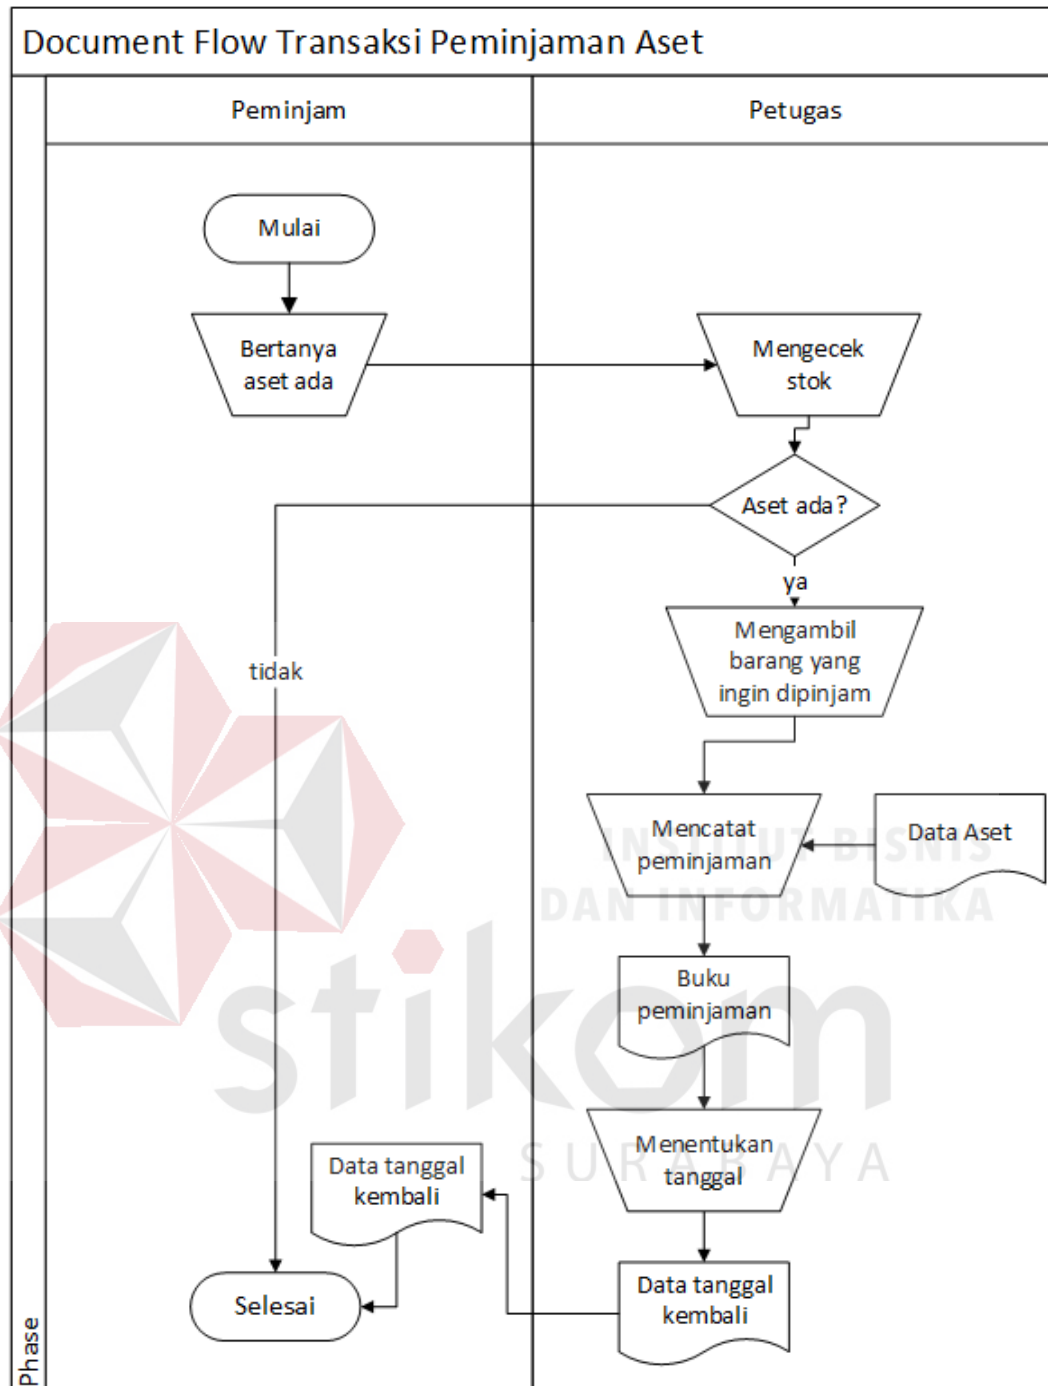 Document Flow Transaksi Peminjaman Aset
Peminjam
Petugas
Mulai
Bertanya
aset ada
Mengecek
stok
Aset ada?
ya
tidak
Mengambil
barang yang
ingin dipinjam
Mencatat
peminjaman
Data Aset
INSTITUT BISNIS
DAN INFORMATIKA
Buku
peminjaman
stikom
SURABAYA
Menentukan
tanggal
Data tanggal
kembali
Data tanggal
kembali
Selesai
Phase